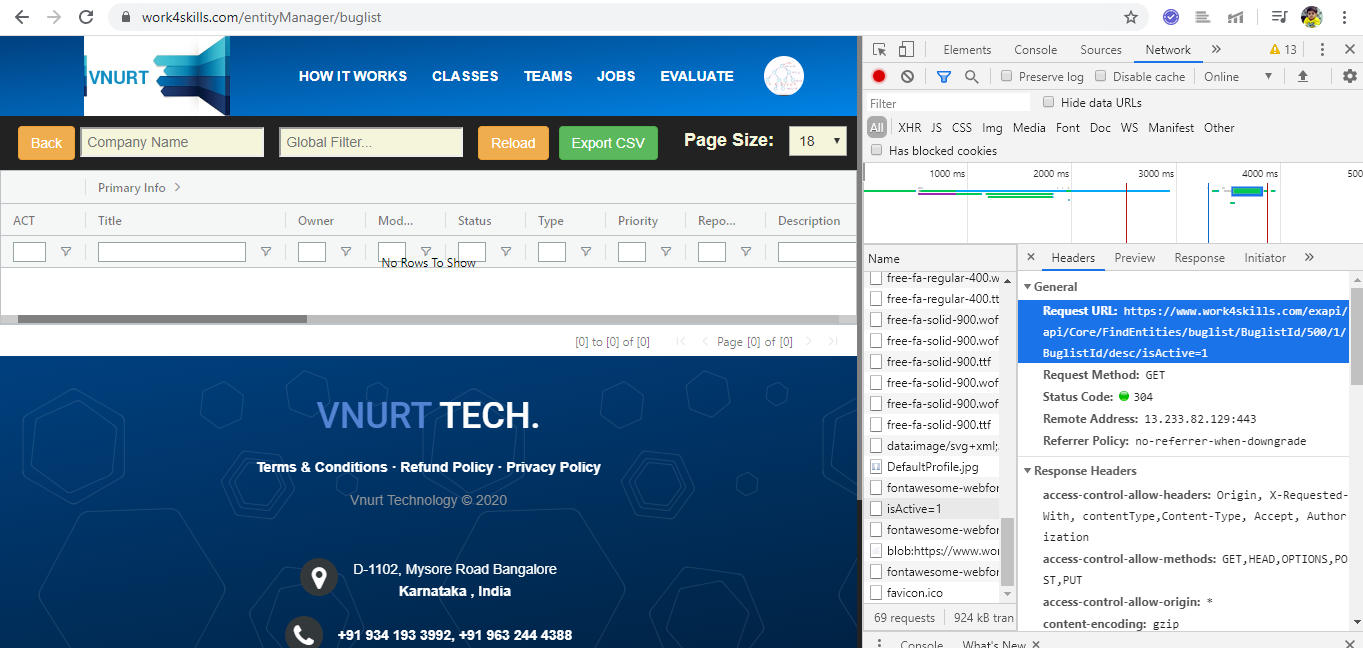 work4skills.com/entityManager/buglist
VNURT
HOW IT WORKS CLASSES TEAMS JOBS EVALUATE
Back Company Name Global Filter... Reload Export CSV Page Size: 18
Primary Info
ACT Title Owner Mod... Status Type Priority Repo... Description
No Rows To Show
[0] to [0] of [0] Page [0] of [0]
VNURT TECH.
Terms & Conditions · Refund Policy · Privacy Policy
Vnurt Technology © 2020
D-1102, Mysore Road Bangalore
Karnataka , India
+91 934 193 3992, +91 963 244 4388
Elements Console Sources Network 13
Preserve log Disable cache Online
Filter Hide data URLs
All XHR JS CSS Img Media Font Doc WS Manifest Other
Has blocked cookies
1000 ms 2000 ms 3000 ms 4000 ms 500
Name
free-fa-regular-400.w
free-fa-regular-400.tt
free-fa-solid-900.wof
free-fa-solid-900.wof
free-fa-solid-900.ttf
free-fa-solid-900.wof
free-fa-solid-900.wof
free-fa-solid-900.ttf
data:image/svg+xml;
DefaultProfile.jpg
fontawesome-webfor
isActive=1
fontawesome-webfor
blob:https://www.wor
fontawesome-webfor
favicon.ico
69 requests 924 kB tran
Headers Preview Response Initiator
General
Request URL: https://www.work4skills.com/exapi/
api/Core/FindEntities/buglist/BuglistId/500/1/
BuglistId/desc/isActive=1
Request Method: GET
Status Code: 304
Remote Address: 13.233.82.129:443
Referrer Policy: no-referrer-when-downgrade
Response Headers
access-control-allow-headers: Origin, X-Requested-
With, contentType,Content-Type, Accept, Author
ization
access-control-allow-methods: GET,HEAD,OPTIONS,PO
ST,PUT
access-control-allow-origin: *
content-encoding: gzip
Console What's New